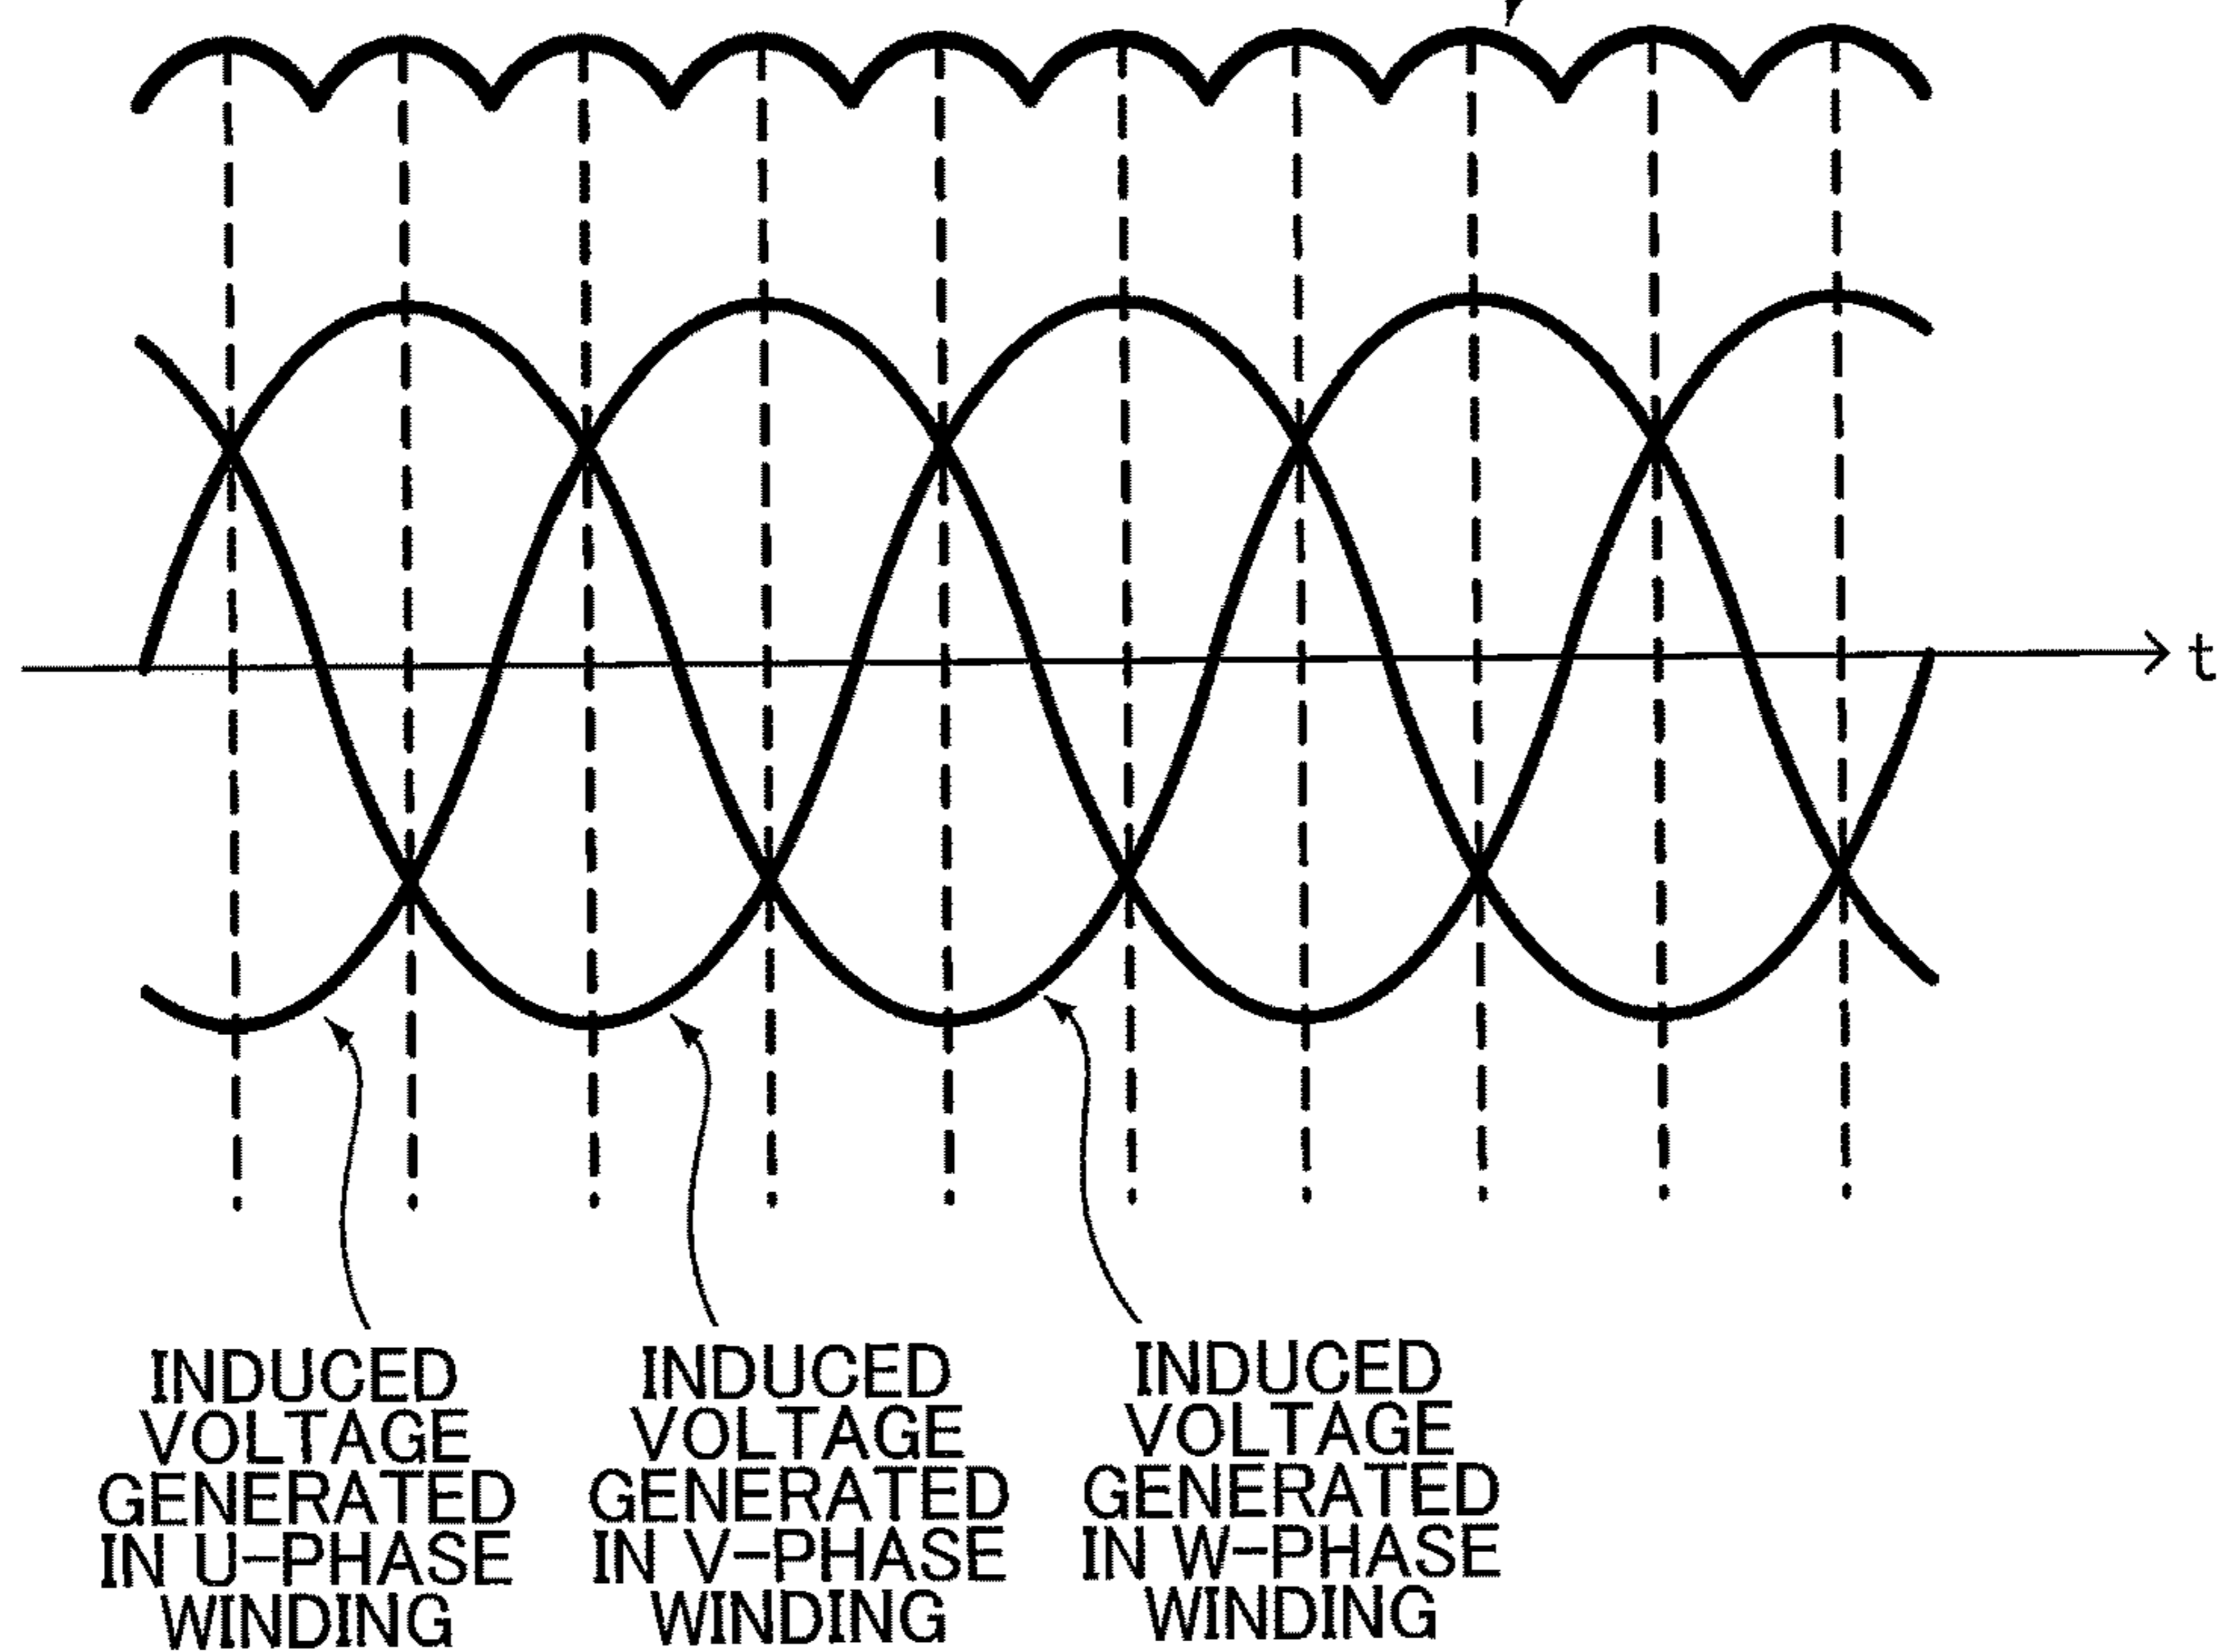 t
INDUCED
VOLTAGE
GENERATED
IN U-PHASE
WINDING
INDUCED
VOLTAGE
GENERATED
IN V-PHASE
WINDING
INDUCED
VOLTAGE
GENERATED
IN W-PHASE
WINDING